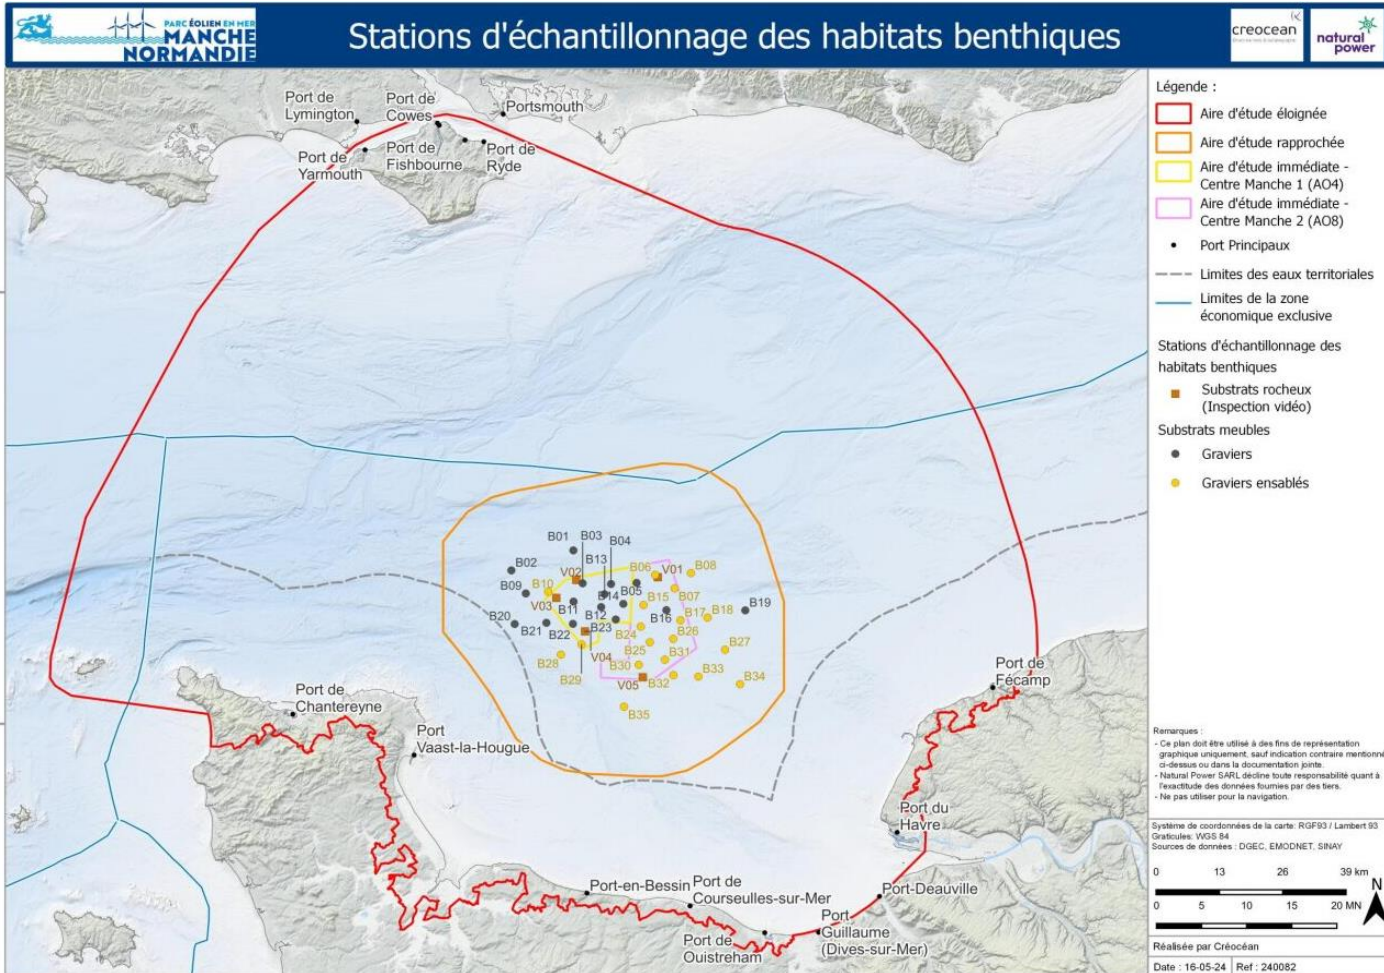 PARC ÉOLIEN EN MER
MANCHE
NORMANDIE
Stations d'échantillonnage des habitats benthiques
creocean
natural
power
Port de
Lymington
Port de
Cowes
Portsmouth
Port de
Yarmouth
Port de
Fishbourne
Port de
Ryde
B01
B03
B04
B13
B02
V02
B06
V01
B08
B09
B10
B05
B07
V03
B14
B15
B11
B12
B16
B17
B18
B19
B20
B21
B22
B23
B24
B26
B25
B27
B28
B29
V04
B30
B31
V05
B32
B33
B34
B35
Port de
Chantereyne
Port
Vaast-la-Hougue
Port de
Fécamp
Port du
Havre
Port-en-Bessin
Port de
Courseulles-sur-Mer
Port-Deauville
Port de
Ouistreham
Port
Guillaume
(Dives-sur-Mer)
Légende :
Aire d'étude éloignée
Aire d'étude rapprochée
Aire d'étude immédiate -
Centre Manche 1 (AO4)
Aire d'étude immédiate -
Centre Manche 2 (AO8)
Port Principaux
Limites des eaux territoriales
Limites de la zone
économique exclusive
Stations d'échantillonnage des
habitats benthiques
Substrats rocheux
(Inspection vidéo)
Substrats meubles
Graviers
Graviers ensablés
Remarques :
- Ce plan doit être utilisé à des fins de représentation
graphique uniquement, sauf indication contraire mentionné
ci-dessus ou dans la documentation jointe.
- Natural Power SARL décline toute responsabilité quant à
l'exactitude des données fournies par des tiers.
- Ne pas utiliser pour la navigation.
Système de coordonnées de la carte: RGF93 / Lambert 93
Graticules: WGS 84
Sources de données : DGEC, EMODNET, SINAY
0 13 26 39 km
N
0 5 10 15 20 MN
Réalisée par Créocéan
Date : 16-05-24 Ref : 240082